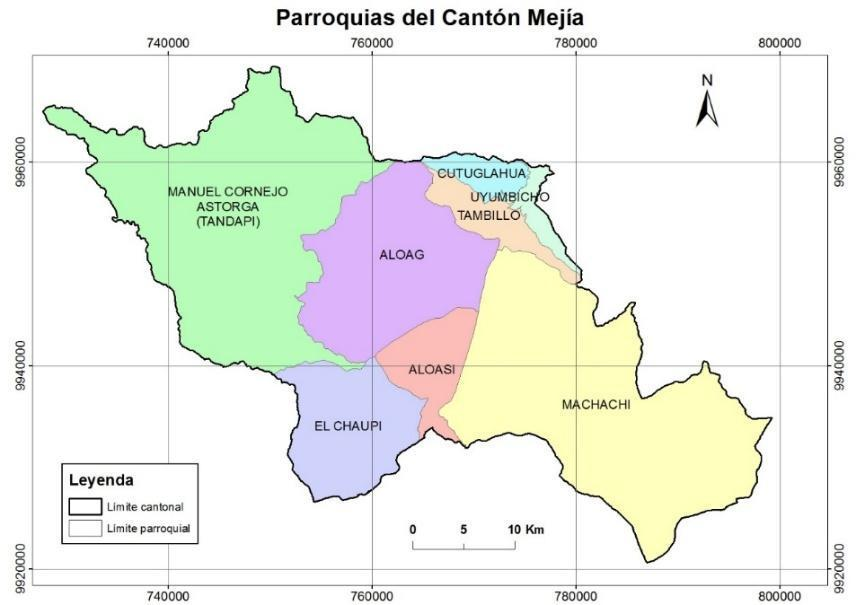 Parroquias del Cantón Mejía
740000 760000 780000 800000
N
9960000 9960000
CUTUGLAHUA
MANUEL CORNEJO
ASTORGA
(TANDAPI)
UYUMBICHO
TAMBILLO
ALOAG
9940000 9940000
ALOASI
MACHACHI
EL CHAUPI
Leyenda
Límite cantonal
Límite parroquial
0 5 10 Km
9920000 9920000
740000 760000 780000 800000